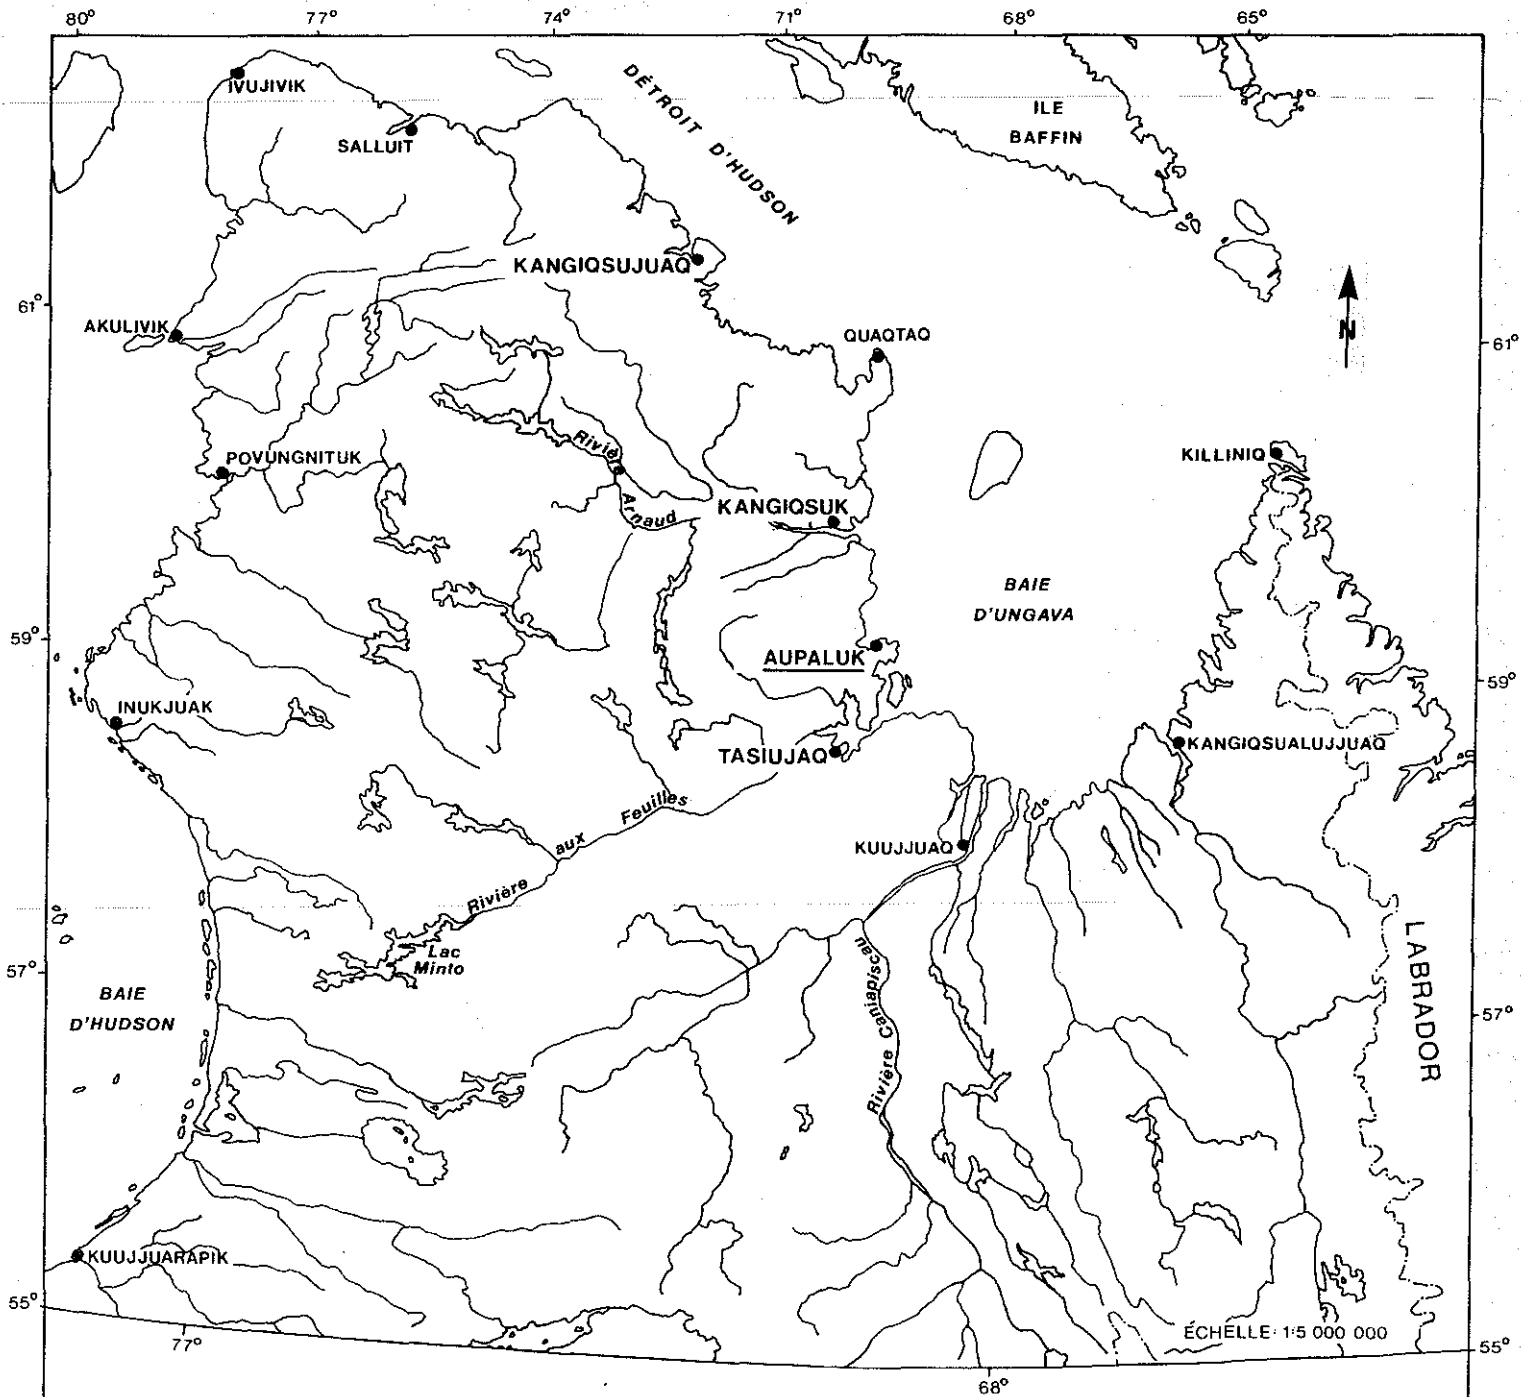 80° 77° 74° 71° 68° 65°
IVUJIVIK
SALLUIT
DÉTROIT D'HUDSON
ILE
BAFFIN
KANGIQSUJUAQ
61°
AKULIVIK
QUAQTAQ
N
61°
Rivière
Arnaud
POVUNGNITUK
KILLINIQ
KANGIQSUK
BAIE
D'UNGAVA
59°
AUPALUK
59°
INUKJUAK
TASIUJAQ
KANGIQSUALUJJUAQ
Rivière aux Feuilles
KUUJJUAQ
Lac
Minto
57°
BAIE
D'HUDSON
Rivière Caniapiscau
LABRADOR
57°
KUUJJUARAPIK
55°
ÉCHELLE: 1:5 000 000
55°
77° 68°